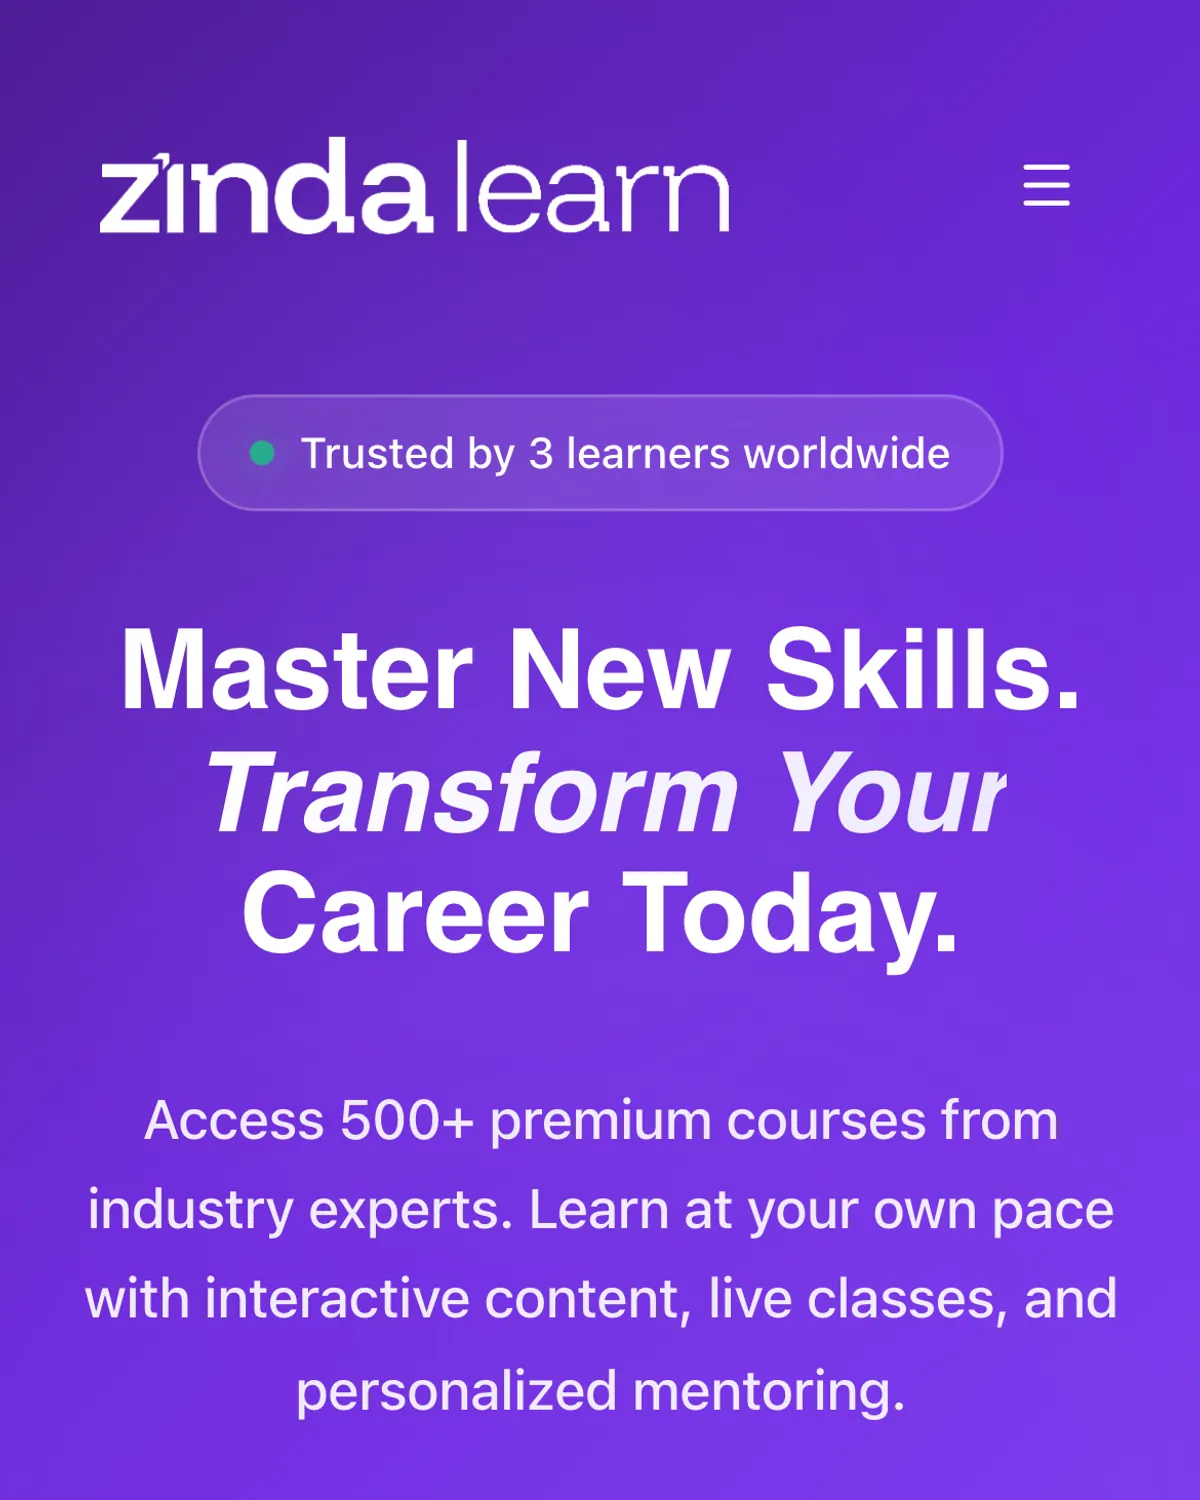 zinda learn
Trusted by 3 learners worldwide
Master New Skills.
Transform Your
Career Today.
Access 500+ premium courses from
industry experts. Learn at your own pace
with interactive content, live classes, and
personalized mentoring.